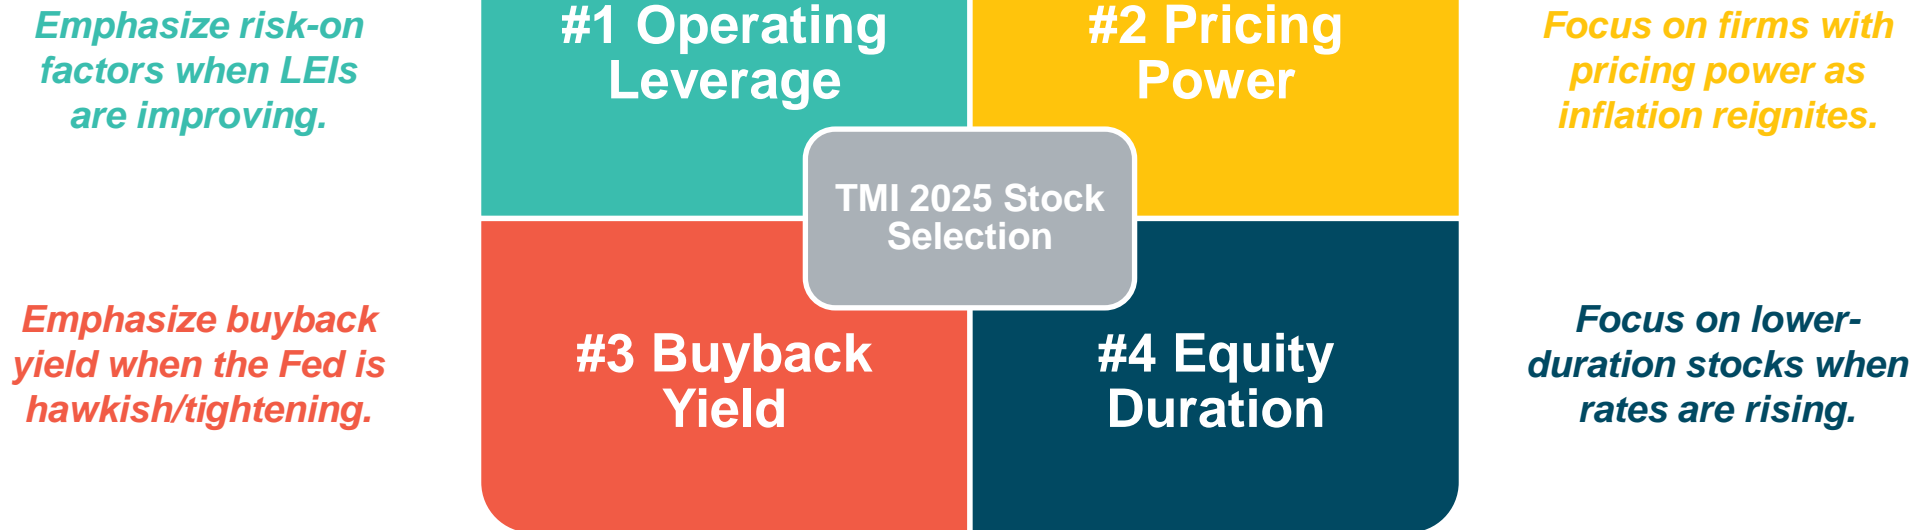 Emphasize risk-on
factors when LEIs
are improving.
#1 Operating
Leverage
#2 Pricing
Power
Focus on firms with
pricing power as
inflation reignites.
TMI 2025 Stock
Selection
Emphasize buyback
yield when the Fed is
hawkish/tightening.
#3 Buyback
Yield
#4 Equity
Duration
Focus on lower-
duration stocks when
rates are rising.